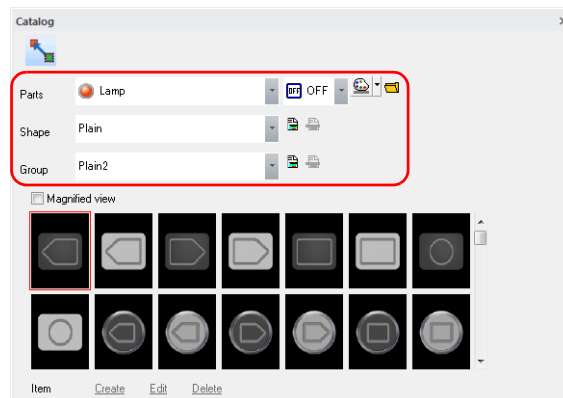 Catalog
Parts Lamp OFF OFF
Shape Plain
Group Plain2
Magnified view
Item Create Edit Delete